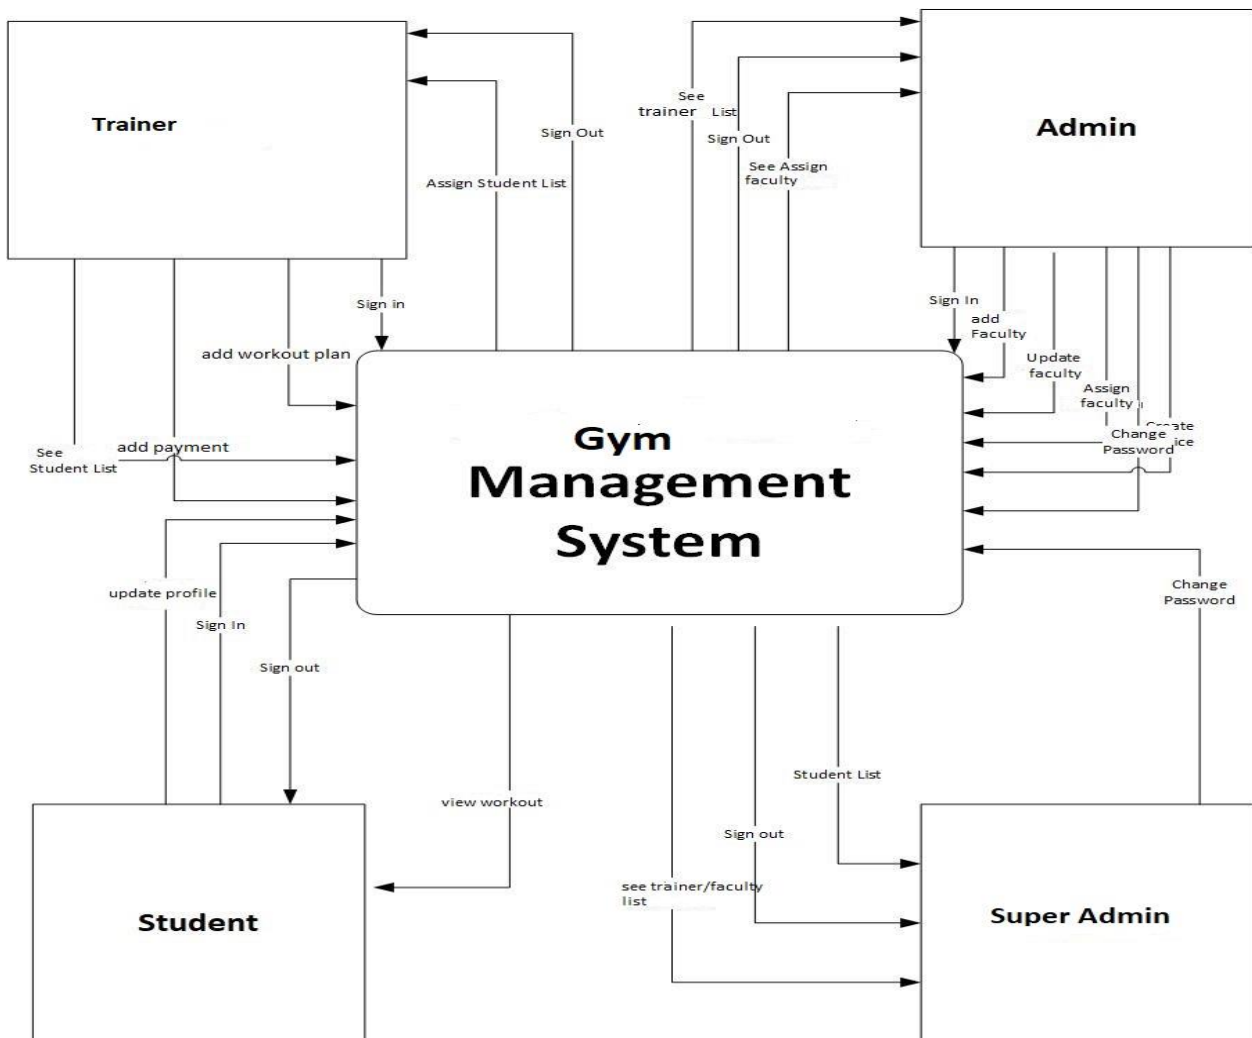 Trainer
Admin
See
trainer List
Sign Out
Sign Out
See Assign
faculty
Assign Student List
Sign in
Sign In
add
Faculty
add workout plan
Update
faculty
Assign
faculty
Gym
Management
System
add payment
See
Student List
Change
Password
update profile
Sign In
Sign out
Change
Password
view workout
Student List
Sign out
see trainer/faculty
list
Student
Super Admin